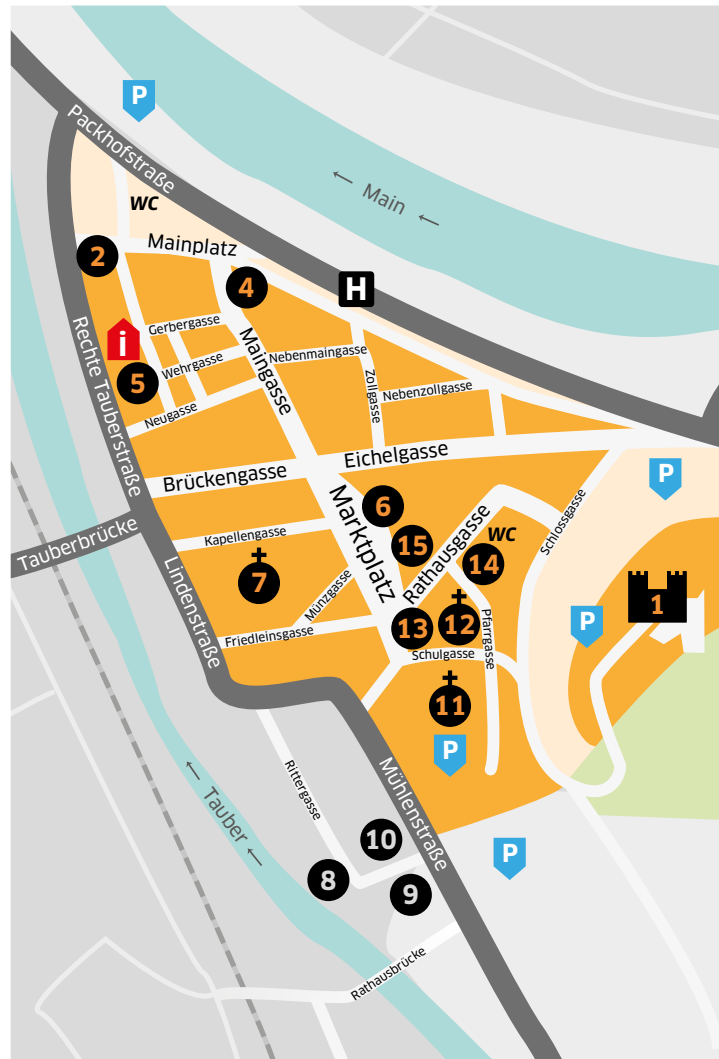 P
Packhofstraße
← Main ←
WC
Mainplatz
2
4
H
Gerbergasse
i
Rechte Tauberstraße
Maingasse
Wehrgasse
Nebenmaingasse
5
Zollgasse
Nebenzollgasse
Neugasse
Eichelgasse
Brückengasse
P
6
Marktplatz
Rathausgasse
Schlossgasse
Kapellengasse
15
WC
Tauberbrücke
14
7
Lindenstraße
Münzgasse
1
P
Friedleinsgasse
13
12
Pfarrgasse
Schulgasse
11
P
Rittergasse
Mühlenstraße
← Tauber ←
10
P
8
9
Rathausbrücke